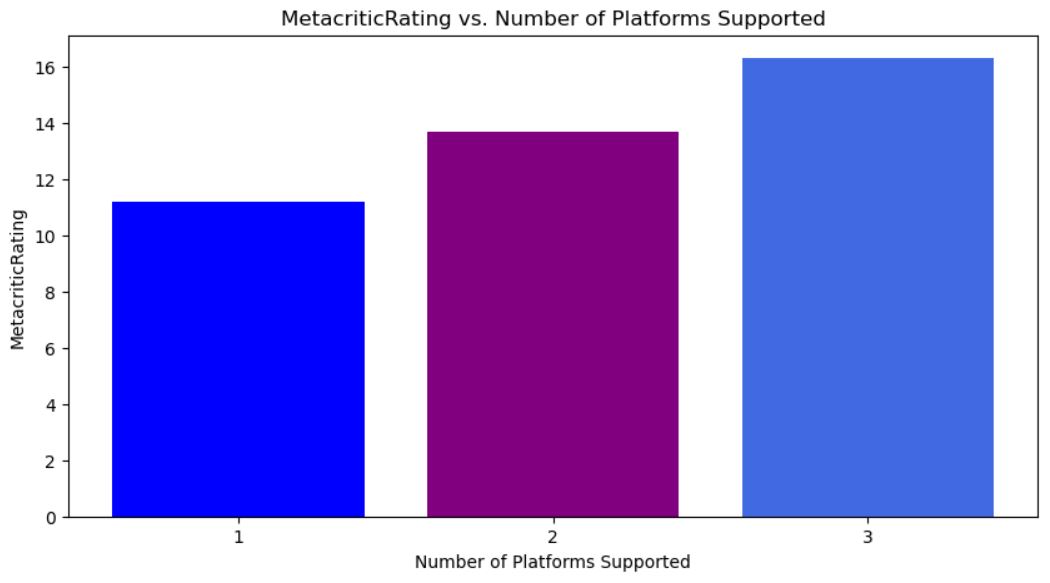 MetacriticRating vs. Number of Platforms Supported
16
14
12
10
8
6
4
2
0
MetacriticRating
1 2 3
Number of Platforms Supported